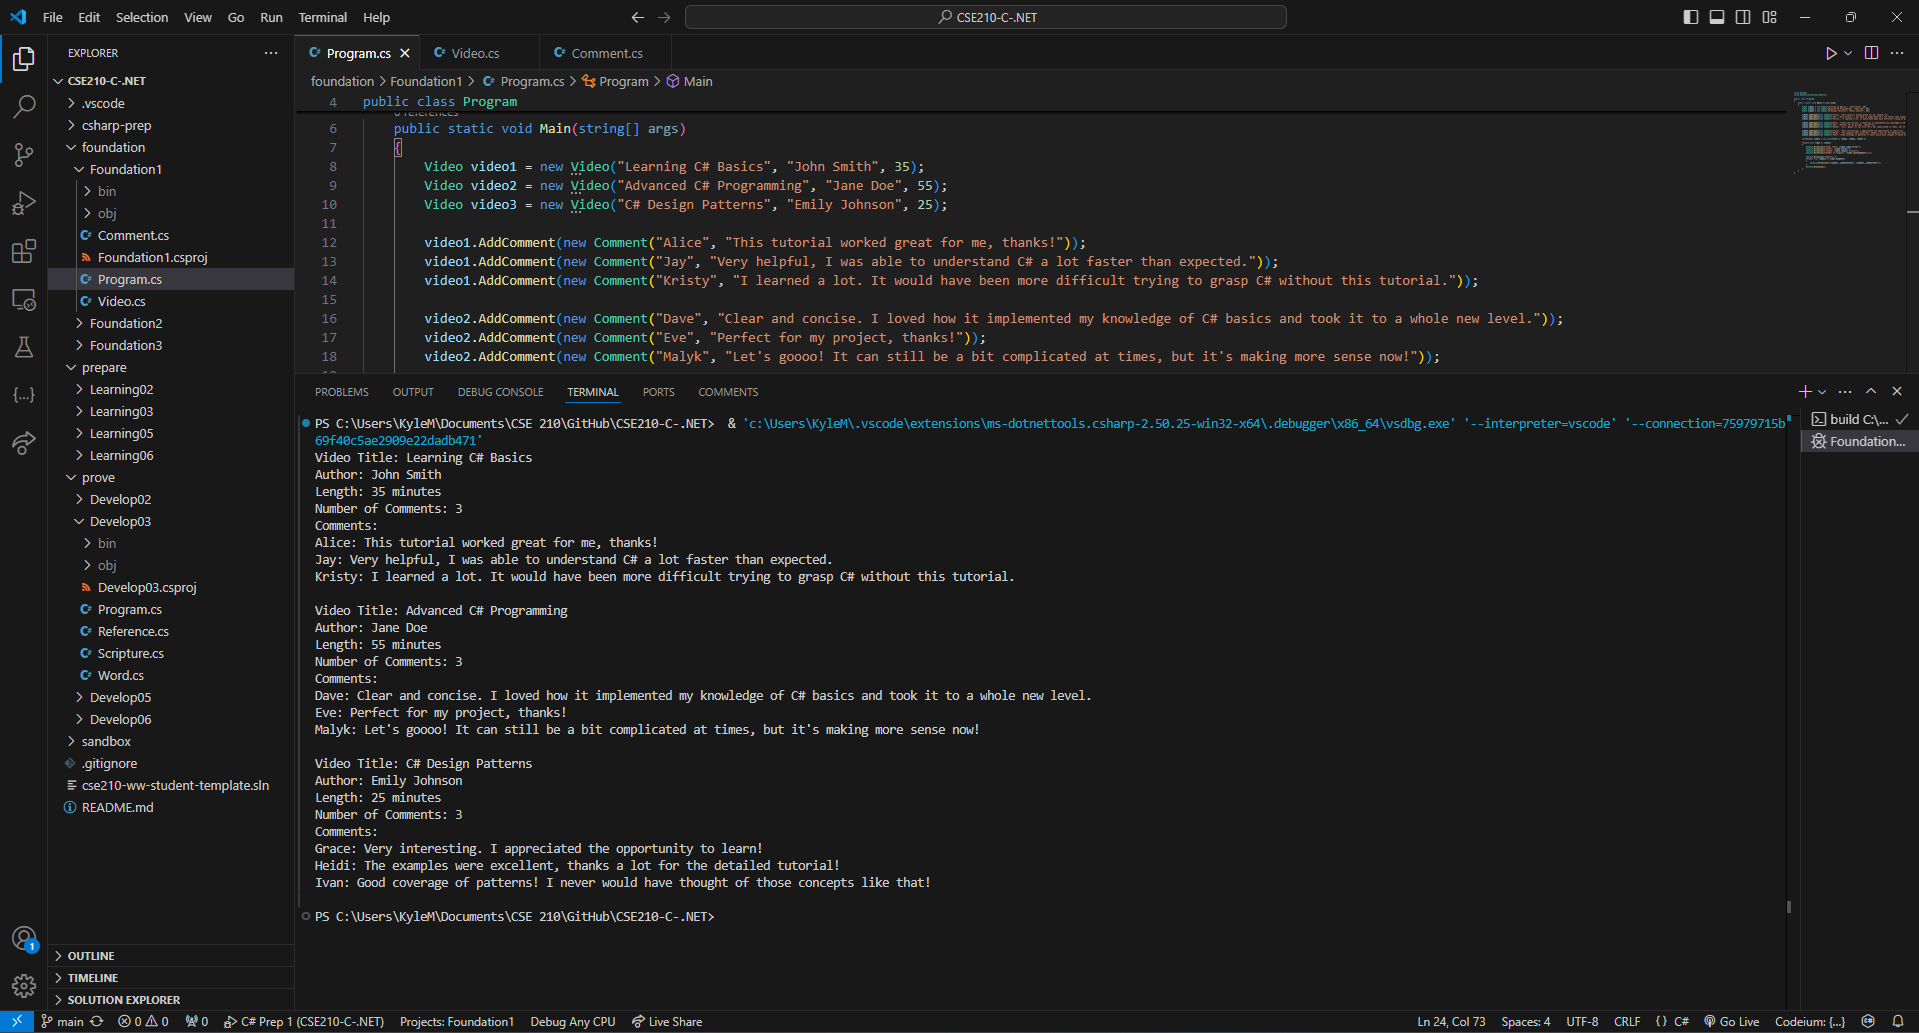 File Edit Selection View Go Run Terminal Help
CSE210-C-.NET
EXPLORER
CSE210-C-.NET
.vscode
csharp-prep
foundation
Foundation1
bin
obj
Comment.cs
Foundation1.csproj
Program.cs
Video.cs
Foundation2
Foundation3
prepare
Learning02
Learning03
Learning05
Learning06
prove
Develop02
Develop03
bin
obj
Develop03.csproj
Program.cs
Reference.cs
Scripture.cs
Word.cs
Develop05
Develop06
sandbox
.gitignore
cse210-ww-student-template.sln
README.md
OUTLINE
TIMELINE
SOLUTION EXPLORER
Program.cs Video.cs Comment.cs
foundation > Foundation1 > Program.cs > Program > Main
4 public class Program
0 references
6 public static void Main(string[] args)
7 {
8 Video video1 = new Video("Learning C# Basics", "John Smith", 35);
9 Video video2 = new Video("Advanced C# Programming", "Jane Doe", 55);
10 Video video3 = new Video("C# Design Patterns", "Emily Johnson", 25);
11
12 video1.AddComment(new Comment("Alice", "This tutorial worked great for me, thanks!"));
13 video1.AddComment(new Comment("Jay", "Very helpful, I was able to understand C# a lot faster than expected."));
14 video1.AddComment(new Comment("Kristy", "I learned a lot. It would have been more difficult trying to grasp C# without this tutorial."));
15
16 video2.AddComment(new Comment("Dave", "Clear and concise. I loved how it implemented my knowledge of C# basics and took it to a whole new level."));
17 video2.AddComment(new Comment("Eve", "Perfect for my project, thanks!"));
18 video2.AddComment(new Comment("Malyk", "Let's goooo! It can still be a bit complicated at times, but it's making more sense now!"));
PROBLEMS OUTPUT DEBUG CONSOLE TERMINAL PORTS COMMENTS
PS C:\Users\KyleM\Documents\CSE 210\GitHub\CSE210-C-.NET> & 'c:\Users\KyleM\.vscode\extensions\ms-dotnettools.csharp-2.50.25-win32-x64\.debugger\x86_64\vsdbg.exe' '--interpreter=vscode' '--connection=75979715b
69f40c5ae2909e22dadb471'
Video Title: Learning C# Basics
Author: John Smith
Length: 35 minutes
Number of Comments: 3
Comments:
Alice: This tutorial worked great for me, thanks!
Jay: Very helpful, I was able to understand C# a lot faster than expected.
Kristy: I learned a lot. It would have been more difficult trying to grasp C# without this tutorial.
Video Title: Advanced C# Programming
Author: Jane Doe
Length: 55 minutes
Number of Comments: 3
Comments:
Dave: Clear and concise. I loved how it implemented my knowledge of C# basics and took it to a whole new level.
Eve: Perfect for my project, thanks!
Malyk: Let's goooo! It can still be a bit complicated at times, but it's making more sense now!
Video Title: C# Design Patterns
Author: Emily Johnson
Length: 25 minutes
Number of Comments: 3
Comments:
Grace: Very interesting. I appreciated the opportunity to learn!
Heidi: The examples were excellent, thanks a lot for the detailed tutorial!
Ivan: Good coverage of patterns! I never would have thought of those concepts like that!
PS C:\Users\KyleM\Documents\CSE 210\GitHub\CSE210-C-.NET>
build C:\...
Foundation...
1
main 0 0 0 C# Prep 1 (CSE210-C-.NET) Projects: Foundation1 Debug Any CPU Live Share
Ln 24, Col 73 Spaces: 4 UTF-8 CRLF {} C# Go Live Codeium: {...}